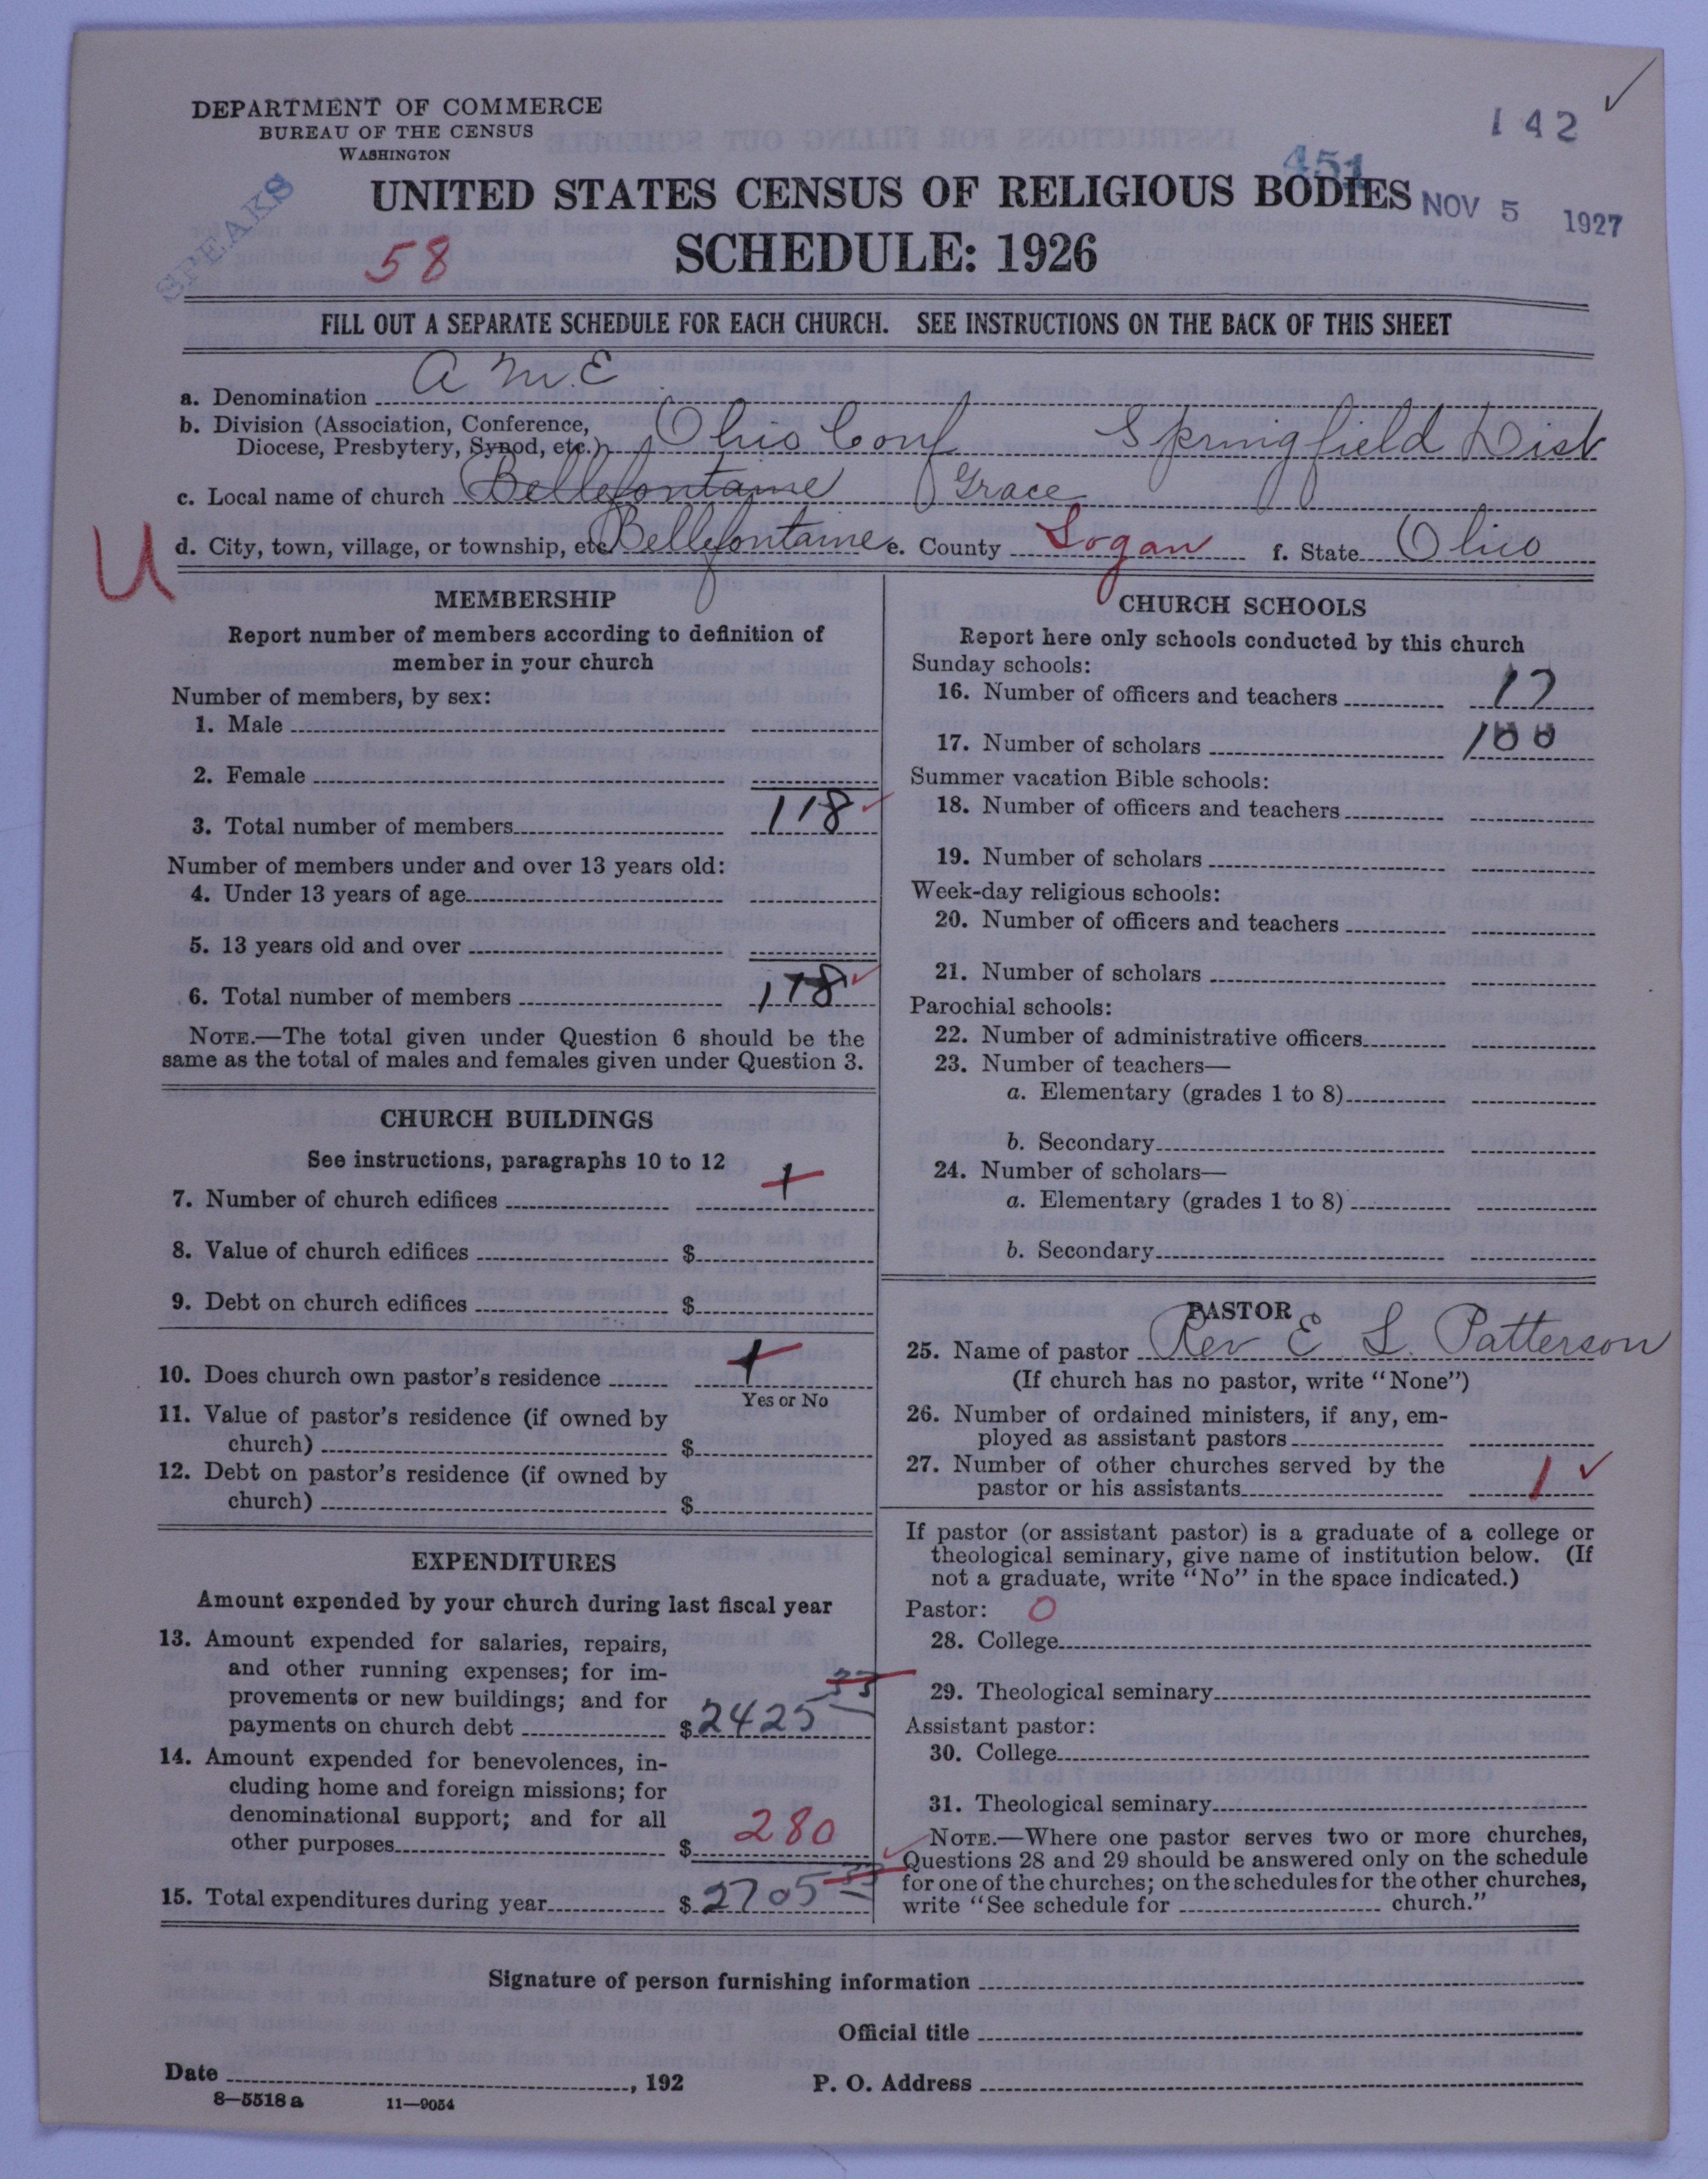 DEPARTMENT OF COMMERCE
BUREAU OF THE CENSUS
WASHINGTON
142
451
NOV 5 1927
SPEAKS
58
UNITED STATES CENSUS OF RELIGIOUS BODIES
SCHEDULE: 1926
FILL OUT A SEPARATE SCHEDULE FOR EACH CHURCH. SEE INSTRUCTIONS ON THE BACK OF THIS SHEET
a. Denomination A. M. E
b. Division (Association, Conference,
Diocese, Presbytery, Synod, etc.) Ohio Conf Springfield Dist
c. Local name of church Bellefontaine Grace
U
d. City, town, village, or township, etc. Bellefontaine e. County Logan f. State Ohio
MEMBERSHIP
Report number of members according to definition of
member in your church
Number of members, by sex:
1. Male
2. Female
3. Total number of members 118
Number of members under and over 13 years old:
4. Under 13 years of age
5. 13 years old and over
6. Total number of members 118
NOTE.—The total given under Question 6 should be the
same as the total of males and females given under Question 3.
CHURCH BUILDINGS
See instructions, paragraphs 10 to 12
7. Number of church edifices 1
8. Value of church edifices $
9. Debt on church edifices $
10. Does church own pastor's residence 1
Yes or No
11. Value of pastor's residence (if owned by
church) $
12. Debt on pastor's residence (if owned by
church) $
EXPENDITURES
Amount expended by your church during last fiscal year
13. Amount expended for salaries, repairs,
and other running expenses; for im-
provements or new buildings; and for
payments on church debt $ 2425 33
14. Amount expended for benevolences, in-
cluding home and foreign missions; for
denominational support; and for all
other purposes $ 280
15. Total expenditures during year $ 2705 33
CHURCH SCHOOLS
Report here only schools conducted by this church
Sunday schools:
16. Number of officers and teachers 17
17. Number of scholars 100
Summer vacation Bible schools:
18. Number of officers and teachers
19. Number of scholars
Week-day religious schools:
20. Number of officers and teachers
21. Number of scholars
Parochial schools:
22. Number of administrative officers
23. Number of teachers—
a. Elementary (grades 1 to 8)
b. Secondary
24. Number of scholars—
a. Elementary (grades 1 to 8)
b. Secondary
PASTOR
25. Name of pastor Rev E L. Patterson
(If church has no pastor, write "None")
26. Number of ordained ministers, if any, em-
ployed as assistant pastors
27. Number of other churches served by the
pastor or his assistants 1
If pastor (or assistant pastor) is a graduate of a college or
theological seminary, give name of institution below. (If
not a graduate, write "No" in the space indicated.)
Pastor: 0
28. College
29. Theological seminary
Assistant pastor:
30. College
31. Theological seminary
NOTE.—Where one pastor serves two or more churches,
Questions 28 and 29 should be answered only on the schedule
for one of the churches; on the schedules for the other churches,
write "See schedule for church."
Signature of person furnishing information
Official title
Date , 192 P. O. Address
8—5518 a 11—9054